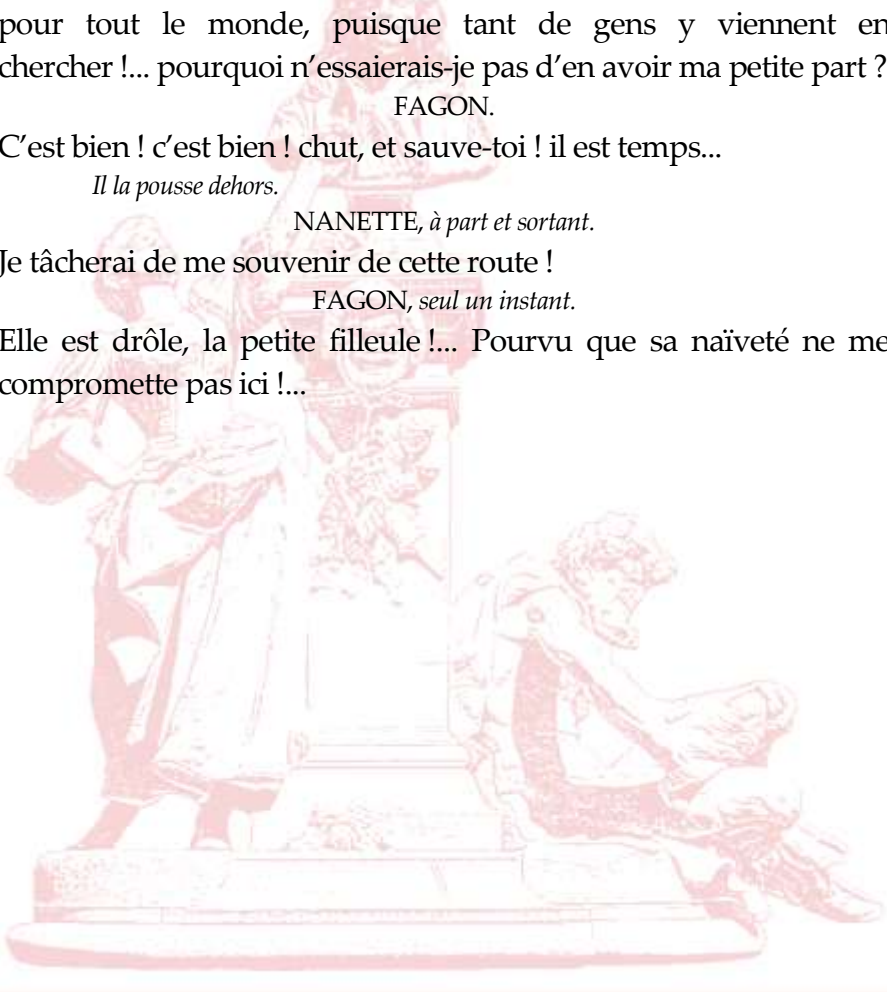 pour tout le monde, puisque tant de gens y viennent en
chercher !... pourquoi n’essaierais-je pas d’en avoir ma petite part ?
FAGON.
C’est bien ! c’est bien ! chut, et sauve-toi ! il est temps...
Il la pousse dehors.
NANETTE, à part et sortant.
Je tâcherai de me souvenir de cette route !
FAGON, seul un instant.
Elle est drôle, la petite filleule !... Pourvu que sa naïveté ne me
compromette pas ici !...